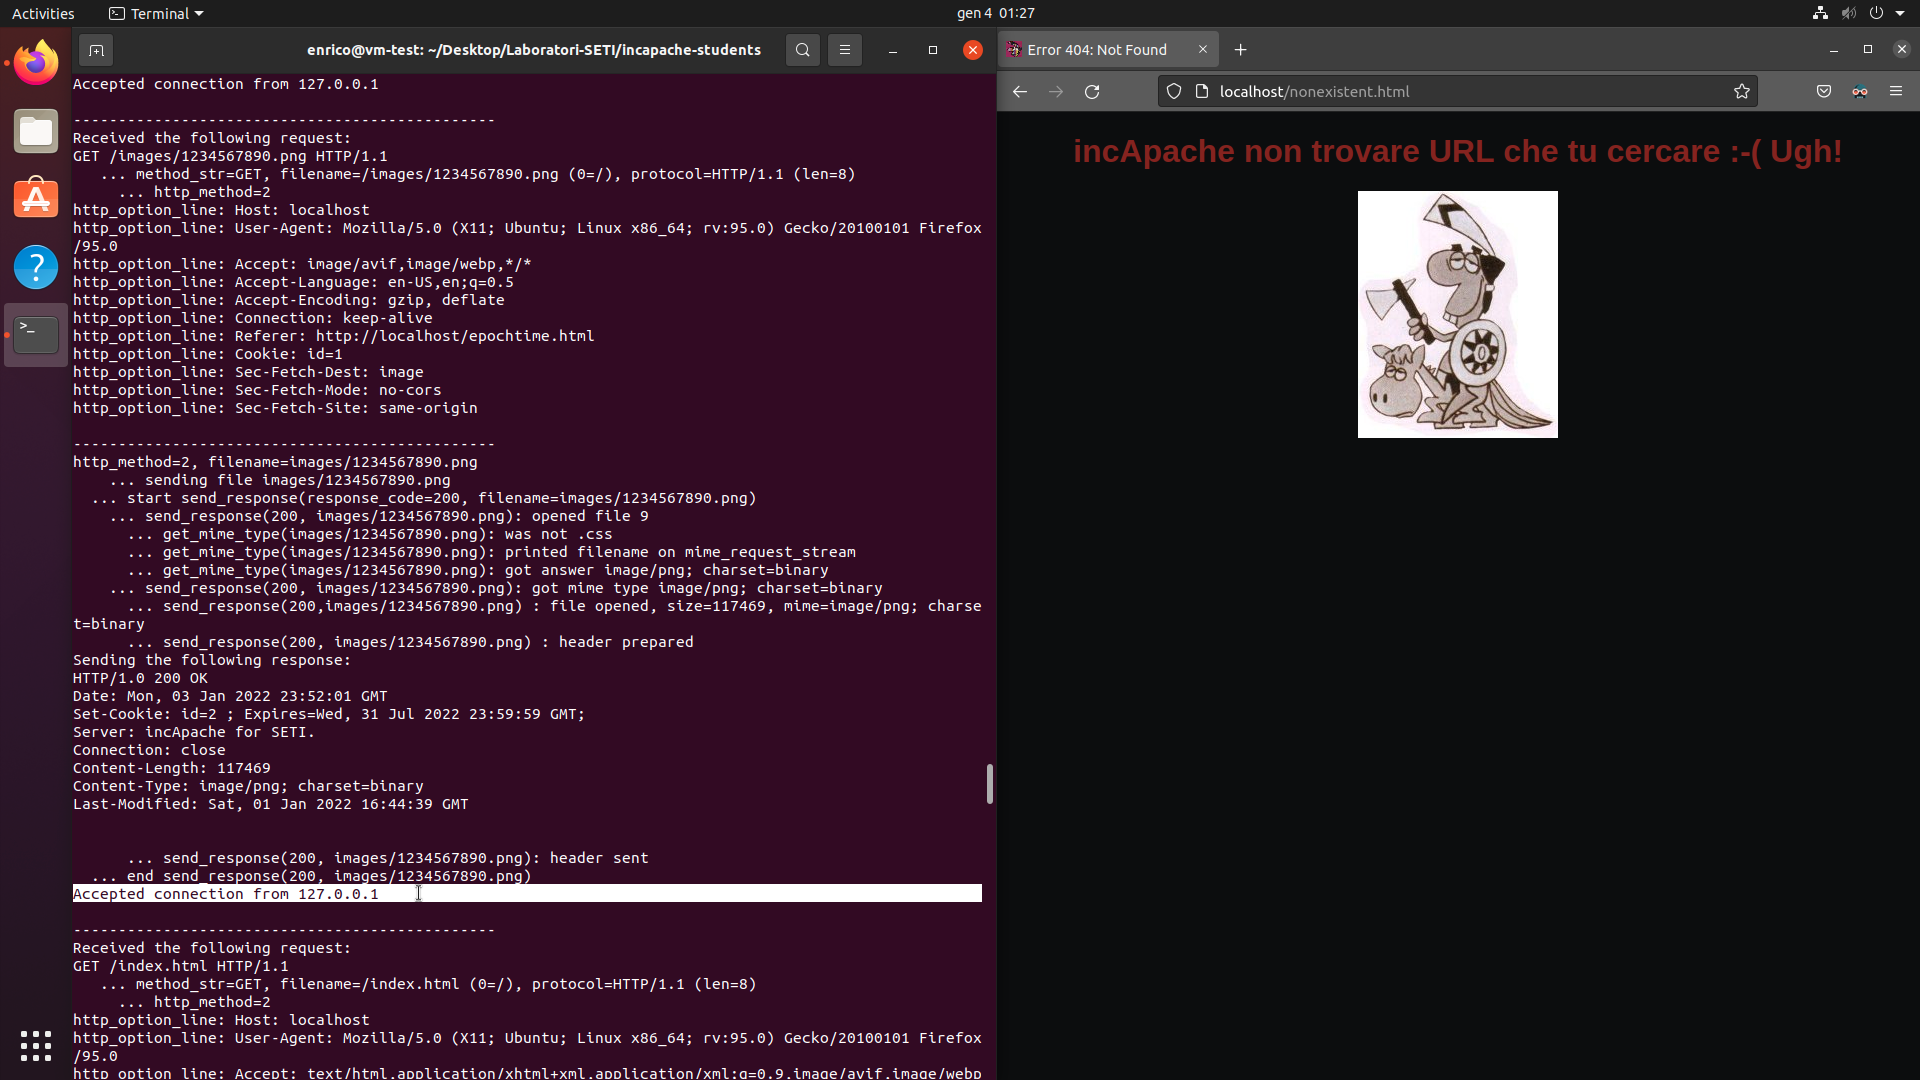 Activities
Terminal
gen 4 01:27
enrico@vm-test: ~/Desktop/Laboratori-SETI/incapache-students
Accepted connection from 127.0.0.1
-----------------------------------------------
Received the following request:
GET /images/1234567890.png HTTP/1.1
... method_str=GET, filename=/images/1234567890.png (0=/), protocol=HTTP/1.1 (len=8)
... http_method=2
http_option_line: Host: localhost
http_option_line: User-Agent: Mozilla/5.0 (X11; Ubuntu; Linux x86_64; rv:95.0) Gecko/20100101 Firefox
/95.0
http_option_line: Accept: image/avif,image/webp,*/*
http_option_line: Accept-Language: en-US,en;q=0.5
http_option_line: Accept-Encoding: gzip, deflate
http_option_line: Connection: keep-alive
http_option_line: Referer: http://localhost/epochtime.html
http_option_line: Cookie: id=1
http_option_line: Sec-Fetch-Dest: image
http_option_line: Sec-Fetch-Mode: no-cors
http_option_line: Sec-Fetch-Site: same-origin
-----------------------------------------------
http_method=2, filename=images/1234567890.png
... sending file images/1234567890.png
... start send_response(response_code=200, filename=images/1234567890.png)
... send_response(200, images/1234567890.png): opened file 9
... get_mime_type(images/1234567890.png): was not .css
... get_mime_type(images/1234567890.png): printed filename on mime_request_stream
... get_mime_type(images/1234567890.png): got answer image/png; charset=binary
... send_response(200, images/1234567890.png): got mime type image/png; charset=binary
... send_response(200,images/1234567890.png) : file opened, size=117469, mime=image/png; charse
t=binary
... send_response(200, images/1234567890.png) : header prepared
Sending the following response:
HTTP/1.0 200 OK
Date: Mon, 03 Jan 2022 23:52:01 GMT
Set-Cookie: id=2 ; Expires=Wed, 31 Jul 2022 23:59:59 GMT;
Server: incApache for SETI.
Connection: close
Content-Length: 117469
Content-Type: image/png; charset=binary
Last-Modified: Sat, 01 Jan 2022 16:44:39 GMT
... send_response(200, images/1234567890.png): header sent
... end send_response(200, images/1234567890.png)
Accepted connection from 127.0.0.1
-----------------------------------------------
Received the following request:
GET /index.html HTTP/1.1
... method_str=GET, filename=/index.html (0=/), protocol=HTTP/1.1 (len=8)
... http_method=2
http_option_line: Host: localhost
http_option_line: User-Agent: Mozilla/5.0 (X11; Ubuntu; Linux x86_64; rv:95.0) Gecko/20100101 Firefox
/95.0
http_option_line: Accept: text/html,application/xhtml+xml,application/xml;q=0.9,image/avif,image/webp
Error 404: Not Found
localhost/nonexistent.html
incApache non trovare URL che tu cercare :-( Ugh!